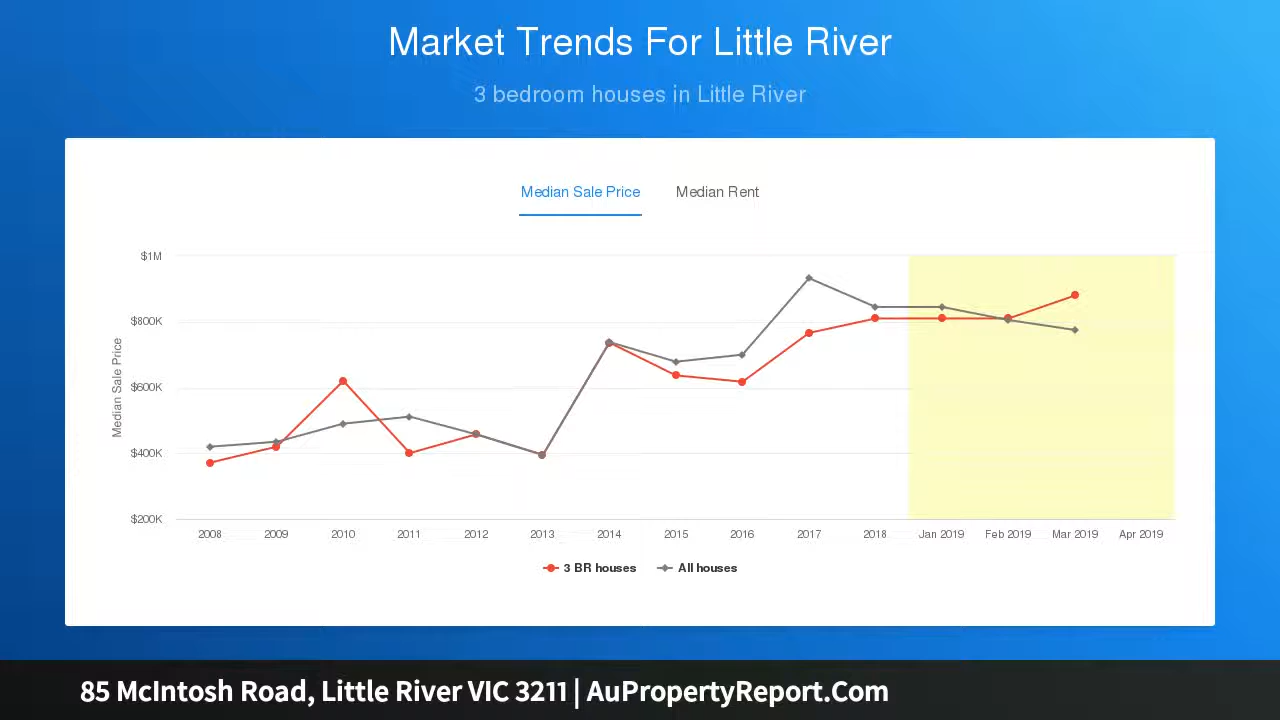 Market Trends For Little River
3 bedroom houses in Little River
Median Sale Price Median Rent
$1M
$800K
$600K
$400K
$200K
Median Sale Price
2008 2009 2010 2011 2012 2013 2014 2015 2016 2017 2018 Jan 2019 Feb 2019 Mar 2019 Apr 2019
3 BR houses All houses
85 McIntosh Road, Little River VIC 3211 | AuPropertyReport.Com